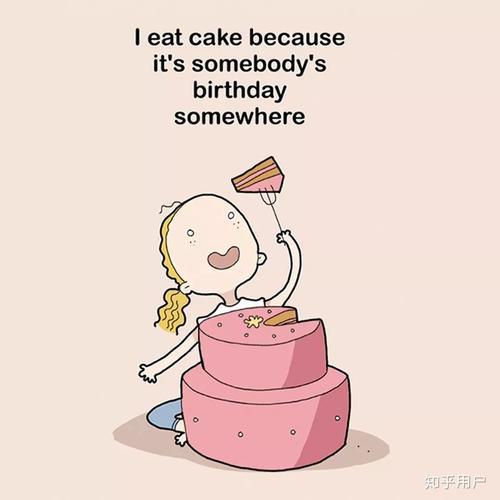 I eat cake because
it's somebody's
birthday
somewhere
知乎用户